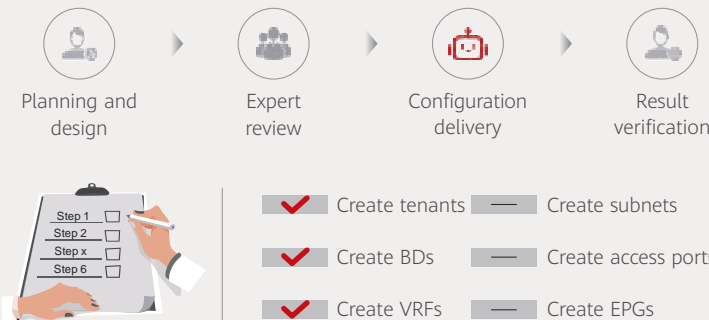 Planning and
design
Expert
review
Configuration
delivery
Result
verification
Step 1
Step 2
Step x
Step 6
Create tenants
Create subnets
Create BDs
Create access ports
Create VRFs
Create EPGs